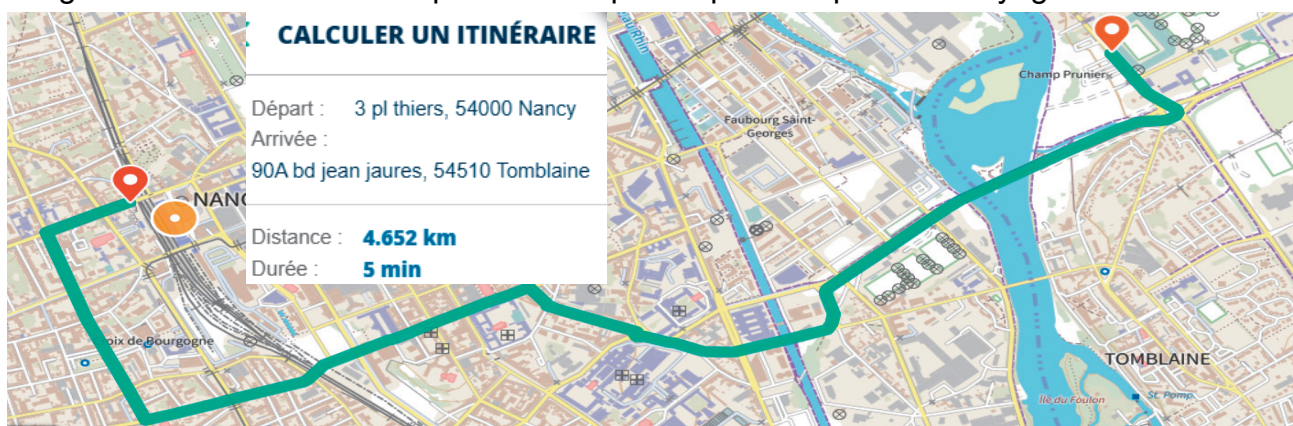 CALCULER UN ITINÉRAIRE
Départ : 3 pl thiers, 54000 Nancy
Arrivée :
90A bd jean jaures, 54510 Tomblaine
Distance : 4.652 km
Durée : 5 min
Champ Prunier
Faubourg Saint-
Georges
NANC
oix de Bourgogne
TOMBLAINE
Île du Foulon
St. Pomp.